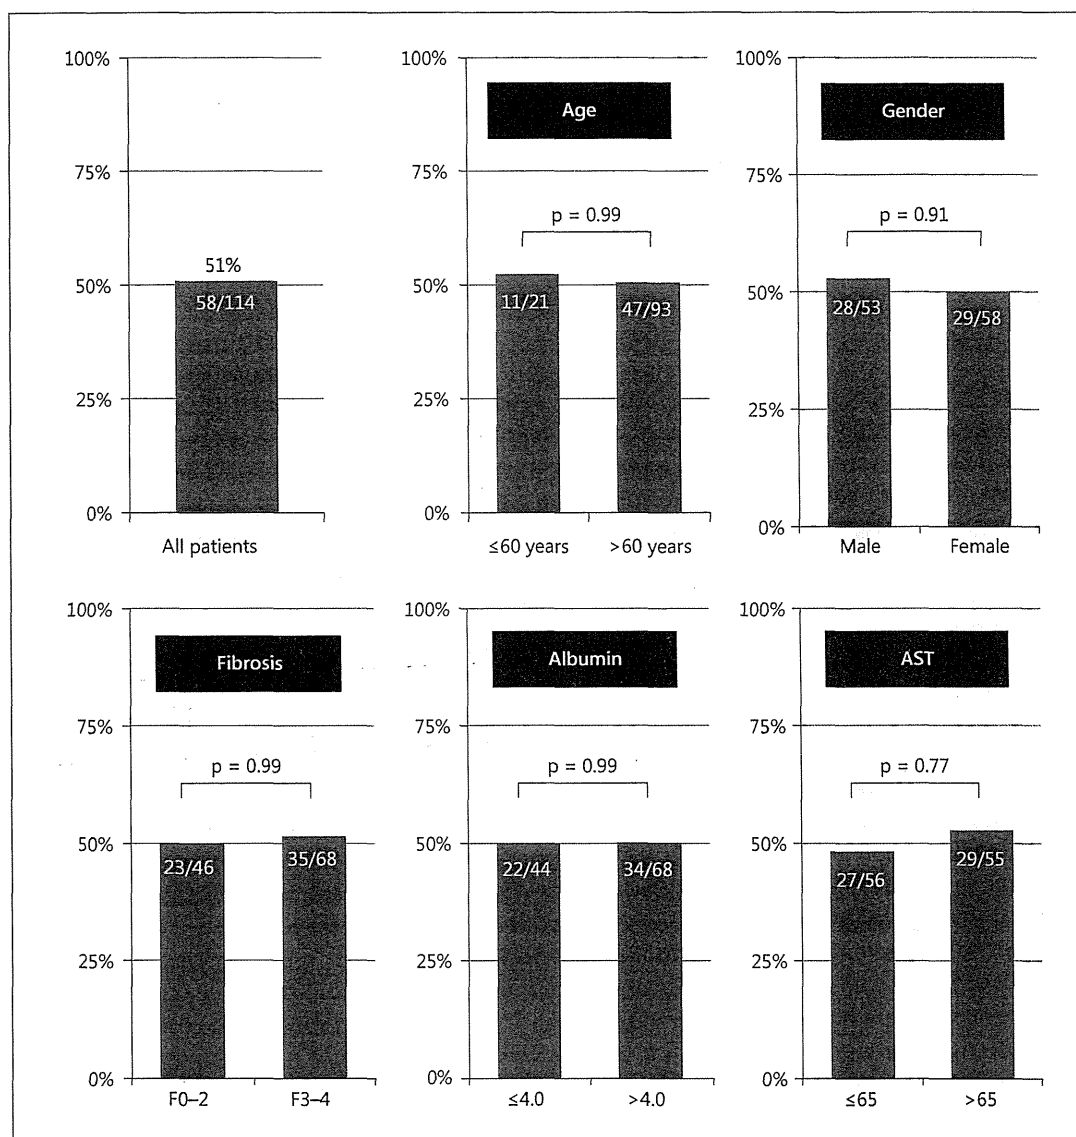 100%
75%
50%
25%
0%
51%
58/114
All patients
100%
75%
50%
25%
0%
Age
p = 0.99
11/21
47/93
≤60 years
>60 years
100%
75%
50%
25%
0%
Gender
p = 0.91
28/53
29/58
Male
Female
100%
75%
50%
25%
0%
Fibrosis
p = 0.99
23/46
35/68
F0–2
F3–4
100%
75%
50%
25%
0%
Albumin
p = 0.99
22/44
34/68
≤4.0
>4.0
100%
75%
50%
25%
0%
AST
p = 0.77
27/56
29/55
≤65
>65